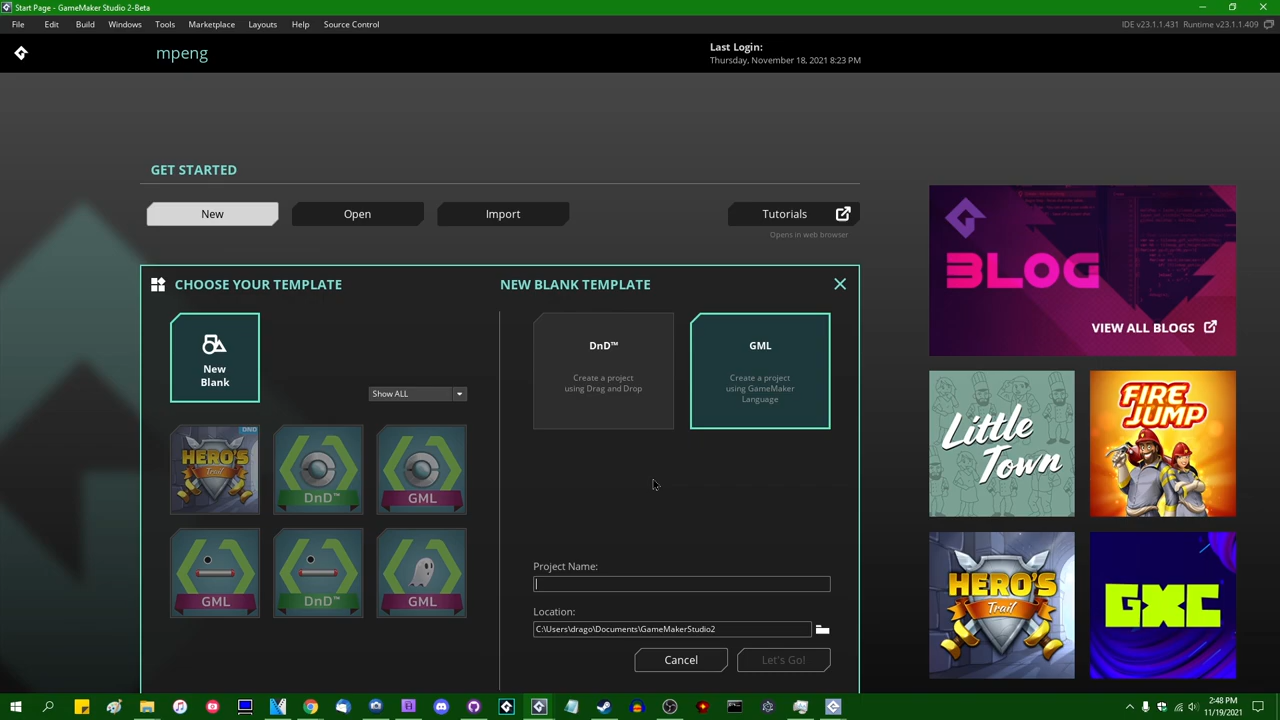 Start Page - GameMaker Studio 2-Beta
File Edit Build Windows Tools Marketplace Layouts Help Source Control
IDE v23.1.1.431 Runtime v23.1.1.409
mpeng
Last Login:
Thursday, November 18, 2021 8:23 PM
GET STARTED
New Open Import Tutorials
Opens in web browser
CHOOSE YOUR TEMPLATE
NEW BLANK TEMPLATE
New
Blank
Show ALL
DND
HERO'S
Trail
DnD™
GML
GML
DnD™
GML
DnD™
Create a project
using Drag and Drop
GML
Create a project
using GameMaker
Language
Project Name:
Location:
C:\Users\drago\Documents\GameMakerStudio2
Cancel Let's Go!
BLOG
VIEW ALL BLOGS
Little
Town
FIRE
JUMP
HERO'S
Trail
GXC
2:48 PM
11/19/2021